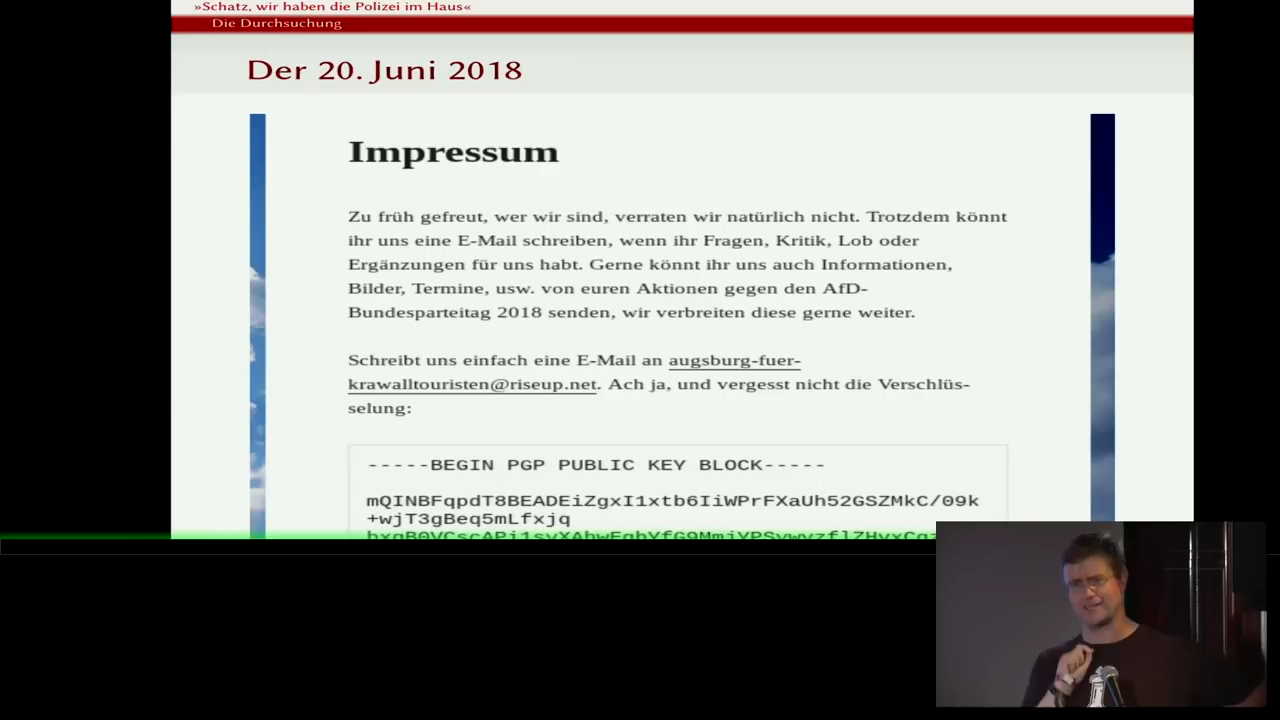 »Schatz, wir haben die Polizei im Haus«
Die Durchsuchung
Der 20. Juni 2018
Impressum
Zu früh gefreut, wer wir sind, verraten wir natürlich nicht. Trotzdem könnt
ihr uns eine E-Mail schreiben, wenn ihr Fragen, Kritik, Lob oder
Ergänzungen für uns habt. Gerne könnt ihr uns auch Informationen,
Bilder, Termine, usw. von euren Aktionen gegen den AfD-
Bundesparteitag 2018 senden, wir verbreiten diese gerne weiter.
Schreibt uns einfach eine E-Mail an augsburg-fuer-
krawalltouristen@riseup.net. Ach ja, und vergesst nicht die Verschlüs-
selung:
-----BEGIN PGP PUBLIC KEY BLOCK-----
mQINBFqpdT8BEADEiZgxI1xtb6IiWPrFXaUh52GSZMkC/09k
+wjT3gBeq5mLfxjq